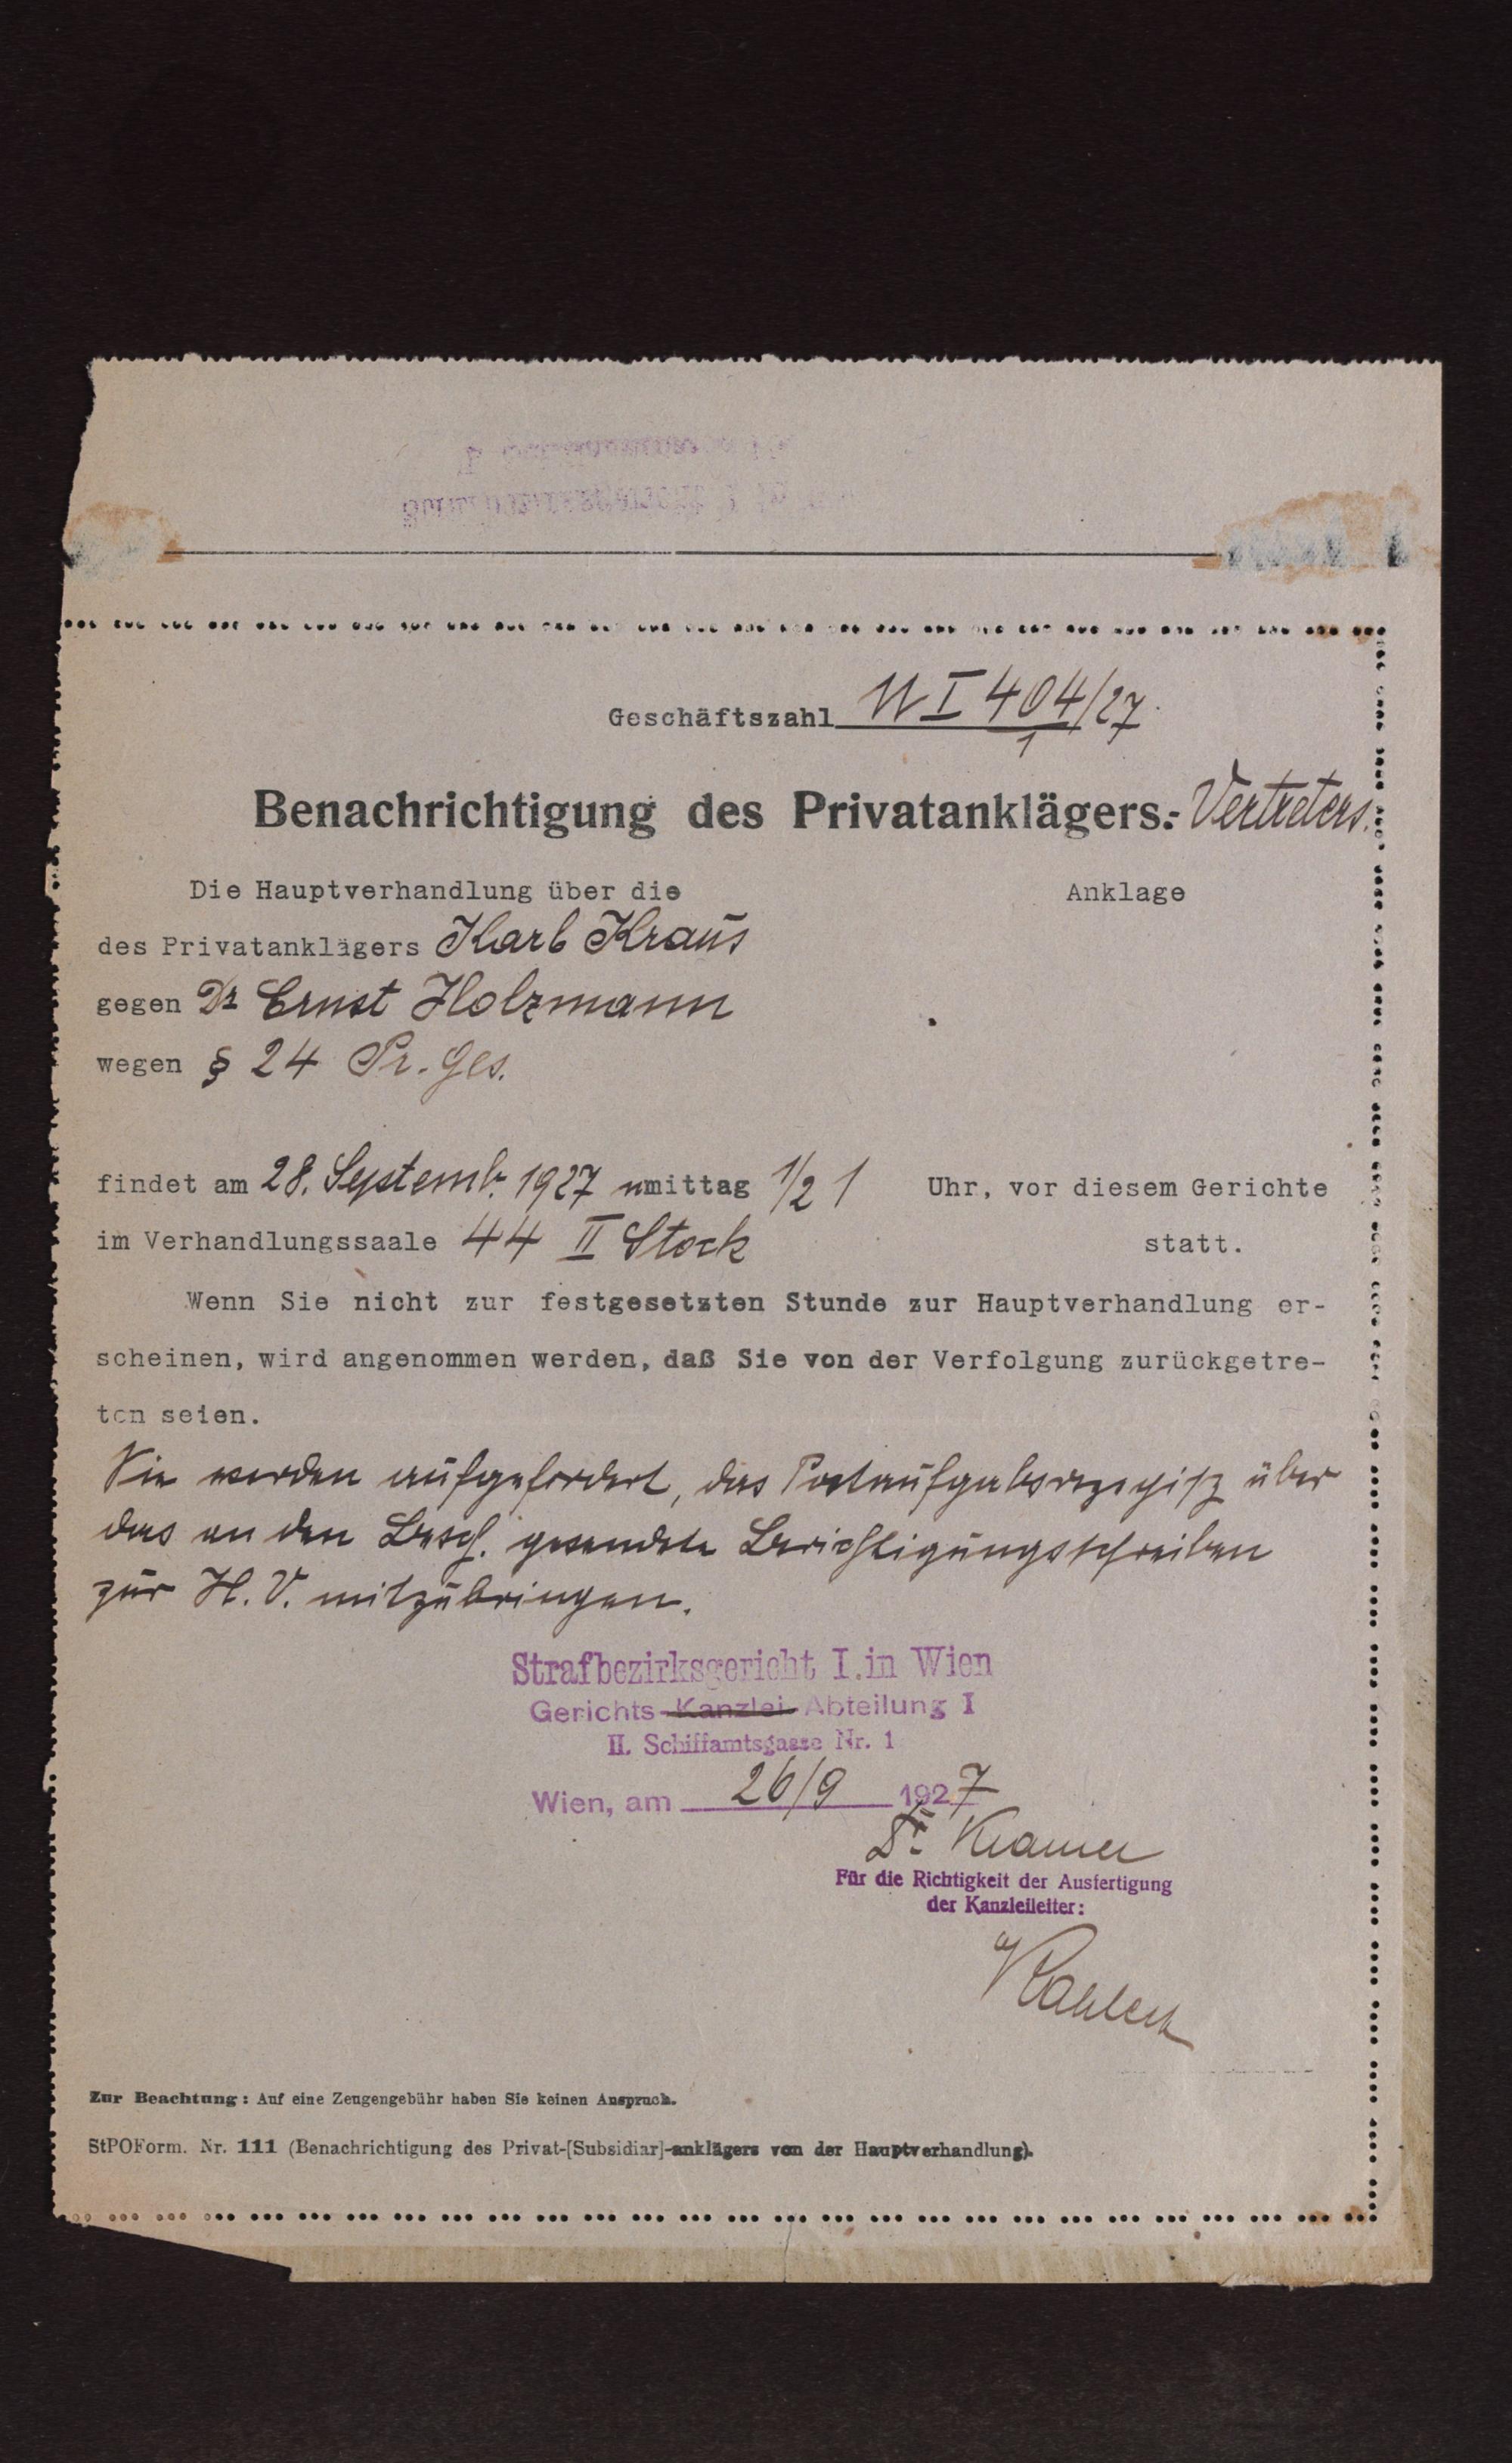 Geschäftszahl U I 404/27
1
Benachrichtigung des Privatanklägers.- Vertreters.
Die Hauptverhandlung über die Anklage
des Privatanklägers Karl Kraus
gegen Dr Ernst Holzmann
wegen § 24 Pr. Ges.
findet am 28. Septemb. 1927 nmittag 1/2 1 Uhr, vor diesem Gerichte
im Verhandlungssaale 44 II Stock statt.
Wenn Sie nicht zur festgesetzten Stunde zur Hauptverhandlung er-
scheinen, wird angenommen werden, daß Sie von der Verfolgung zurückgetre-
ten seien.
Sie werden aufgefordert, das Postaufgabsrezepiß über
das an den Besch. gesendete Berichtigungsschreiben
zur H. V. mitzubringen.
Strafbezirksgericht I. in Wien
Gerichts-Kanzlei-Abteilung I
II. Schiffamtsgasse Nr. 1
Wien, am 26/9 1927
Dr. Kramer
Für die Richtigkeit der Ausfertigung
der Kanzleileiter:
Zur Beachtung: Auf eine Zeugengebühr haben Sie keinen Anspruch.
StPOForm. Nr. 111 (Benachrichtigung des Privat-[Subsidiar]-anklägers von der Hauptverhandlung).